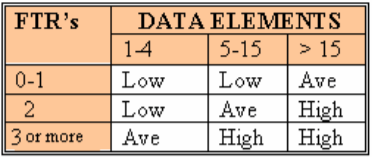 FTR's DATA ELEMENTS
1-4 5-15 > 15
0-1 Low Low Ave
2 Low Ave High
3 or more Ave High High